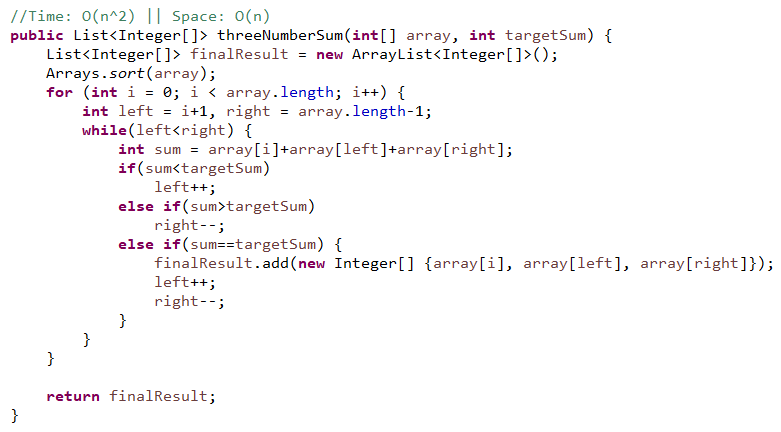 //Time: O(n^2) || Space: O(n)
public List<Integer[]> threeNumberSum(int[] array, int targetSum) {
    List<Integer[]> finalResult = new ArrayList<Integer[]>();
    Arrays.sort(array);
    for (int i = 0; i < array.length; i++) {
        int left = i+1, right = array.length-1;
        while(left<right) {
            int sum = array[i]+array[left]+array[right];
            if(sum<targetSum)
                left++;
            else if(sum>targetSum)
                right--;
            else if(sum==targetSum) {
                finalResult.add(new Integer[] {array[i], array[left], array[right]});
                left++;
                right--;
            }
        }
    }

    return finalResult;
}